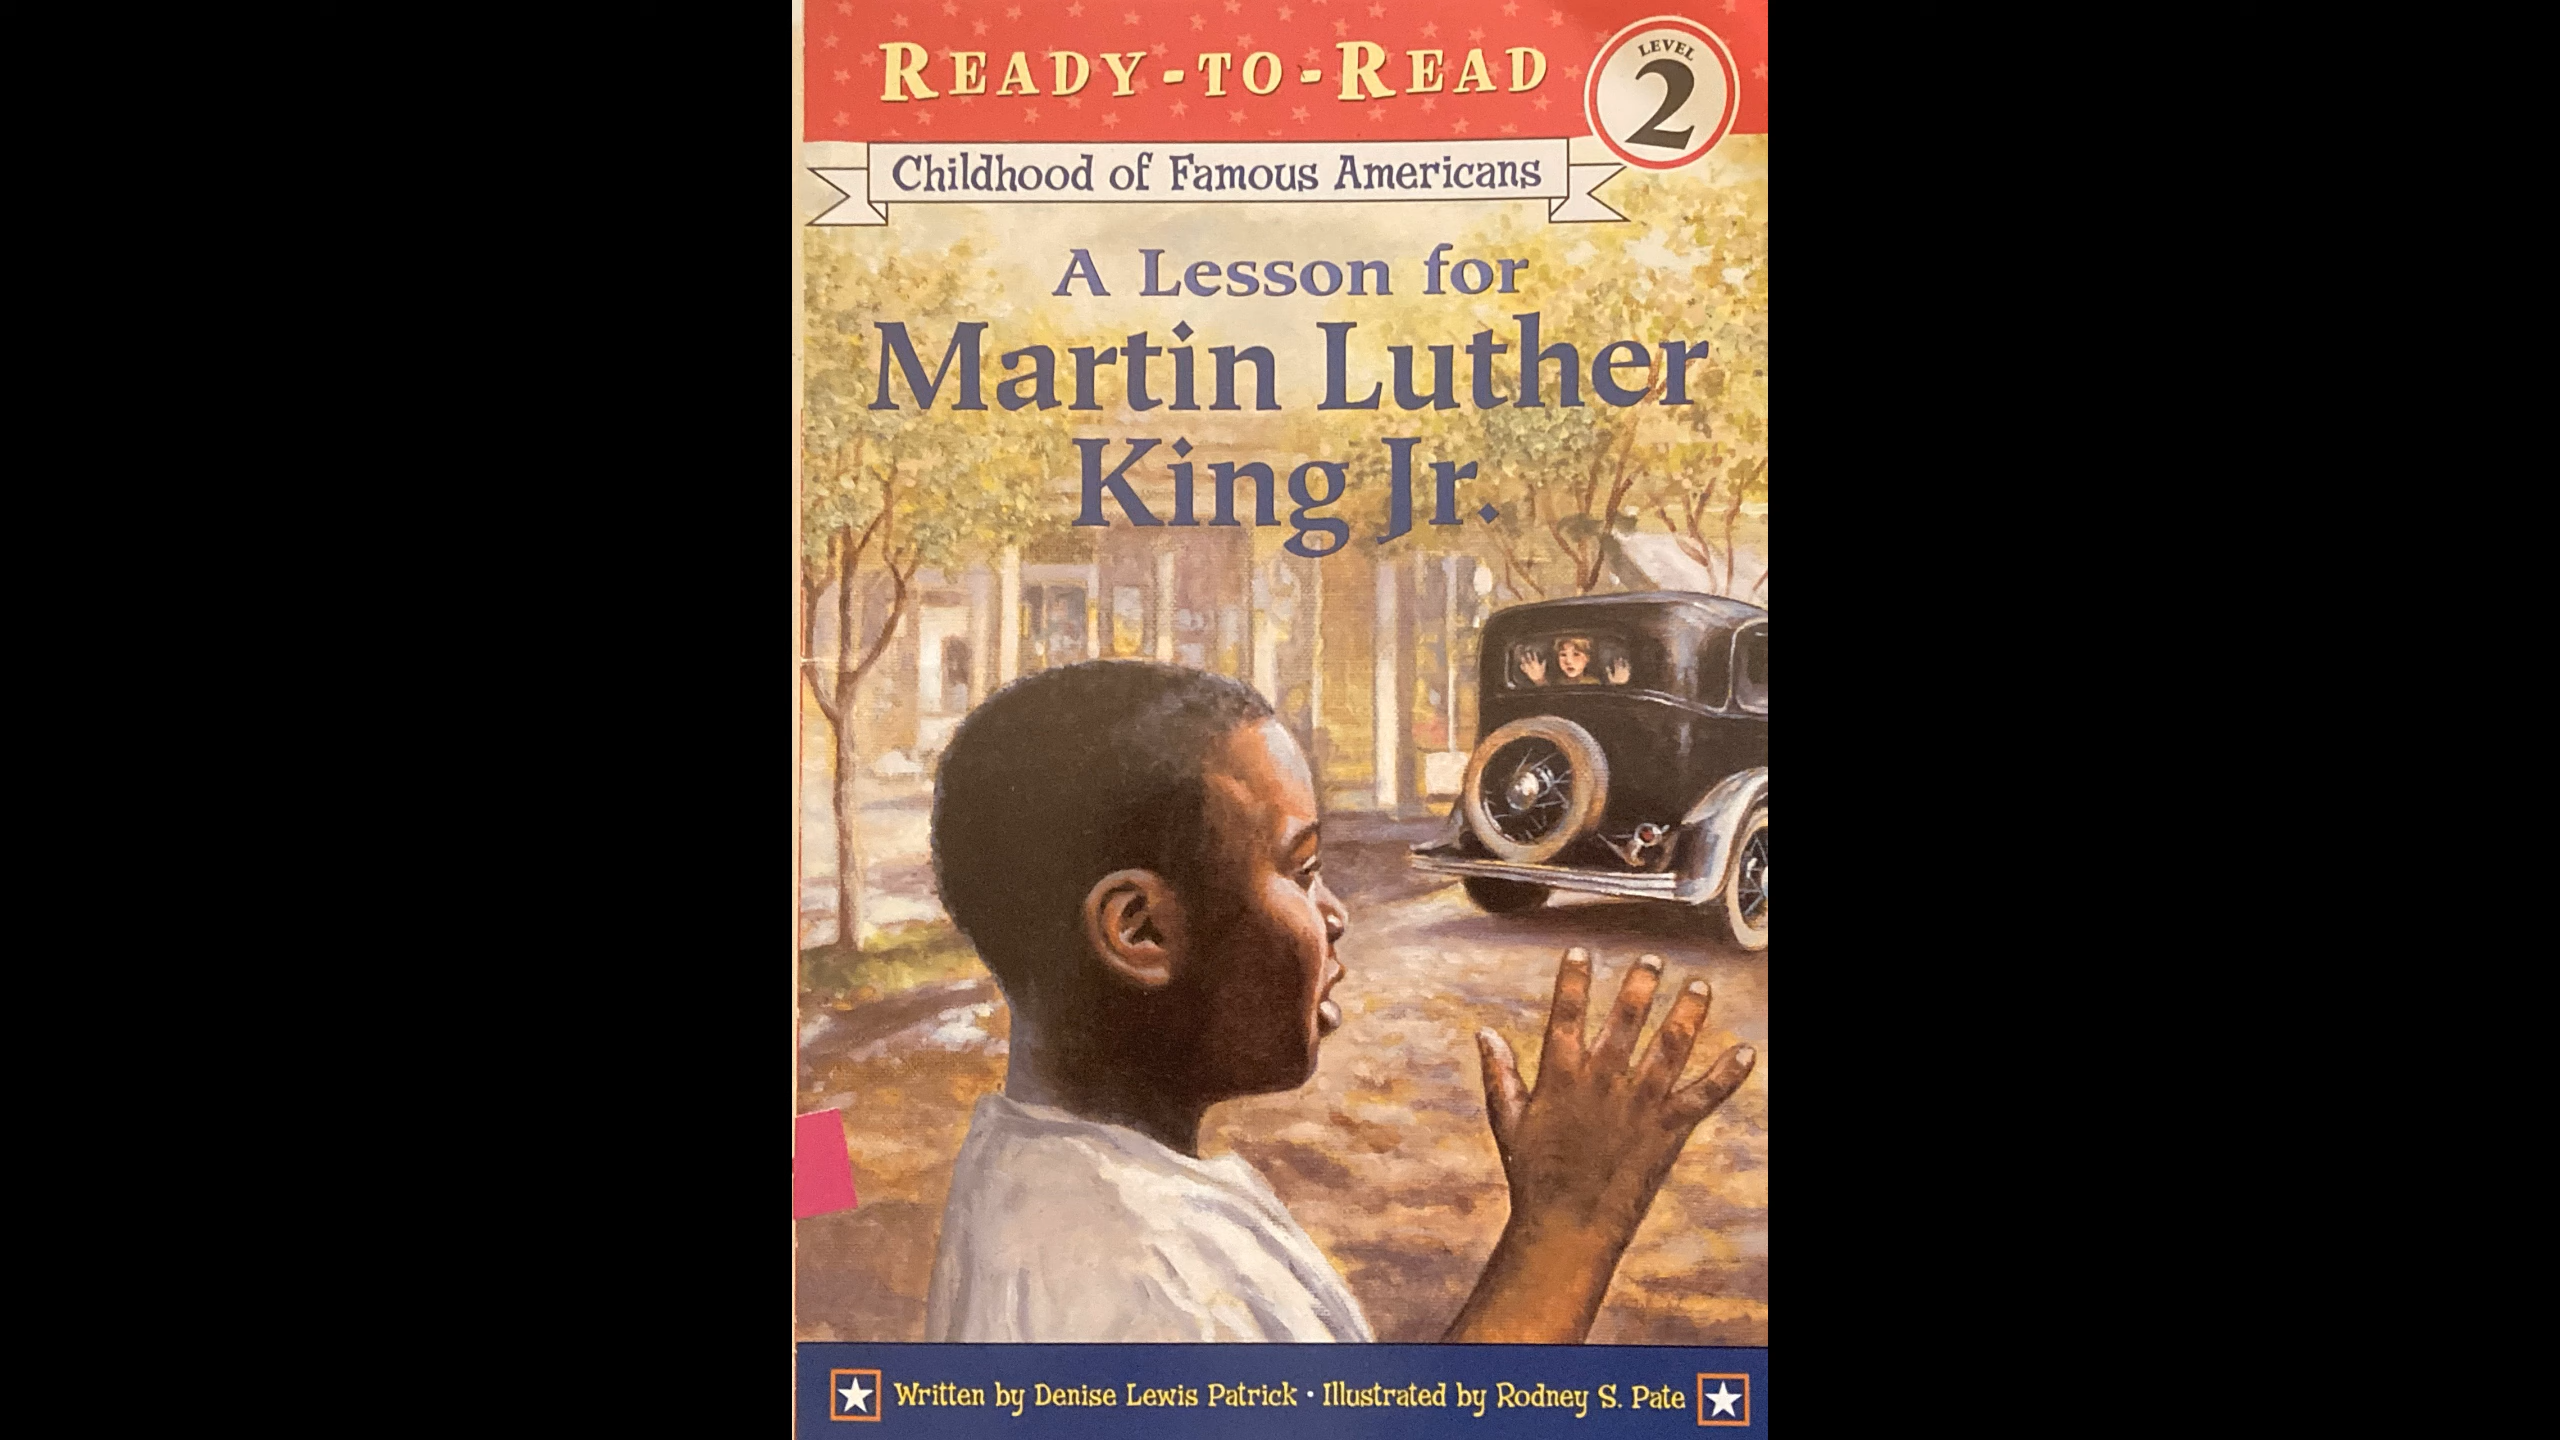 READY-TO-READ
LEVEL
2
Childhood of Famous Americans
A Lesson for
Martin Luther
King Jr.
Written by Denise Lewis Patrick • Illustrated by Rodney S. Pate